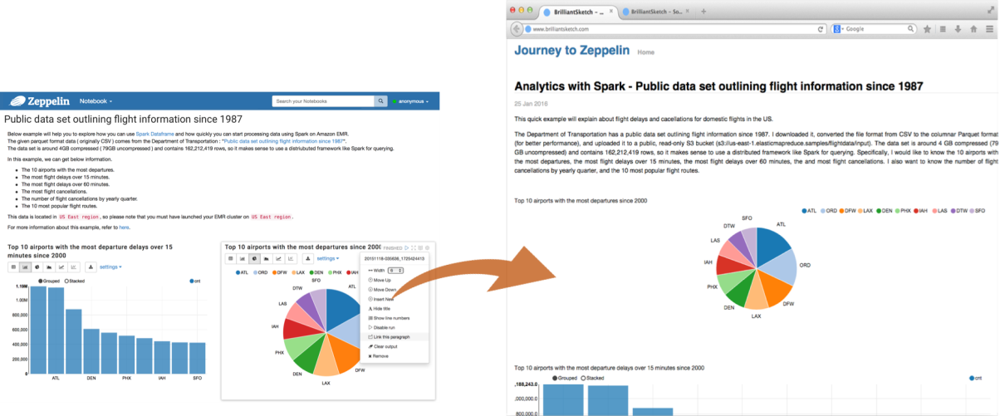 Zeppelin
Notebook
Search your Notebooks
anonymous
Public data set outlining flight information since 1987
Below example will help you to explore how you can use Spark Dataframe and how quickly you can start processing data using Spark on Amazon EMR.
The given parquet format data ( originally CSV ) comes from the Department of Transportation : "Public data set outlining flight information since 1987".
The data set is around 4GB compressed ( 79GB uncompressed ) and contains 162,212,419 rows, so it makes sense to use a distributed framework like Spark for querying.
In this example, we can get below information.
The 10 airports with the most departures.
The most flight delays over 15 minutes.
The most flight delays over 60 minutes.
The most flight cancellations.
The number of flight cancellations by yearly quarter.
The 10 most popular flight routes.
This data is located in US East region, so please note that you must have launched your EMR cluster on US East region.
For more information about this example, refer to here.
Top 10 airports with the most departure delays over 15
minutes since 2000
settings
Grouped Stacked
cnt
1.19M
1.00M
800,000
600,000
400,000
200,000
0
ATL DEN PHX IAH SFO
Top 10 airports with the most departures since 2000
FINISHED
settings
ATL ORD DFW LAX DEN PHX IAH
SFO
ATL
DTW
LAS
IAH
PHX
DEN
LAX
DFW
20151118-035638_1725424413
Width 6
Move Up
Move Down
Insert New
Hide title
Show line numbers
Disable run
Link this paragraph
Clear output
Remove
BrilliantSketch - ...
BrilliantSketch - So...
www.brilliantsketch.com
Google
Journey to Zeppelin Home
Analytics with Spark - Public data set outlining flight information since 1987
25 Jan 2016
This quick example will explain about flight delays and cacellations for domestic flights in the US.
The Department of Transportation has a public data set outlining flight information since 1987. I downloaded it, converted the file format from CSV to the columnar Parquet format
(for better performance), and uploaded it to a public, read-only S3 bucket (s3://us-east-1.elasticmapreduce.samples/flightdata/input). The data set is around 4 GB compressed (79
GB uncompressed) and contains 162,212,419 rows, so it makes sense to use a distributed framework like Spark for querying. Specifically, I would like to know the 10 airports with
the most departures, the most flight delays over 15 minutes, the most flight delays over 60 minutes, the and most flight cancellations. I also want to know the number of flight
cancellations by yearly quarter, and the 10 most popular flight routes.
Top 10 airports with the most departures since 2000
ATL ORD DFW LAX DEN PHX IAH LAS DTW SFO
SFO
ATL
DTW
LAS
ORD
IAH
PHX
DFW
DEN
LAX
Top 10 airports with the most departure delays over 15 minutes since 2000
Grouped Stacked
cnt
,188,243.0
,000,000.0
800,000.0